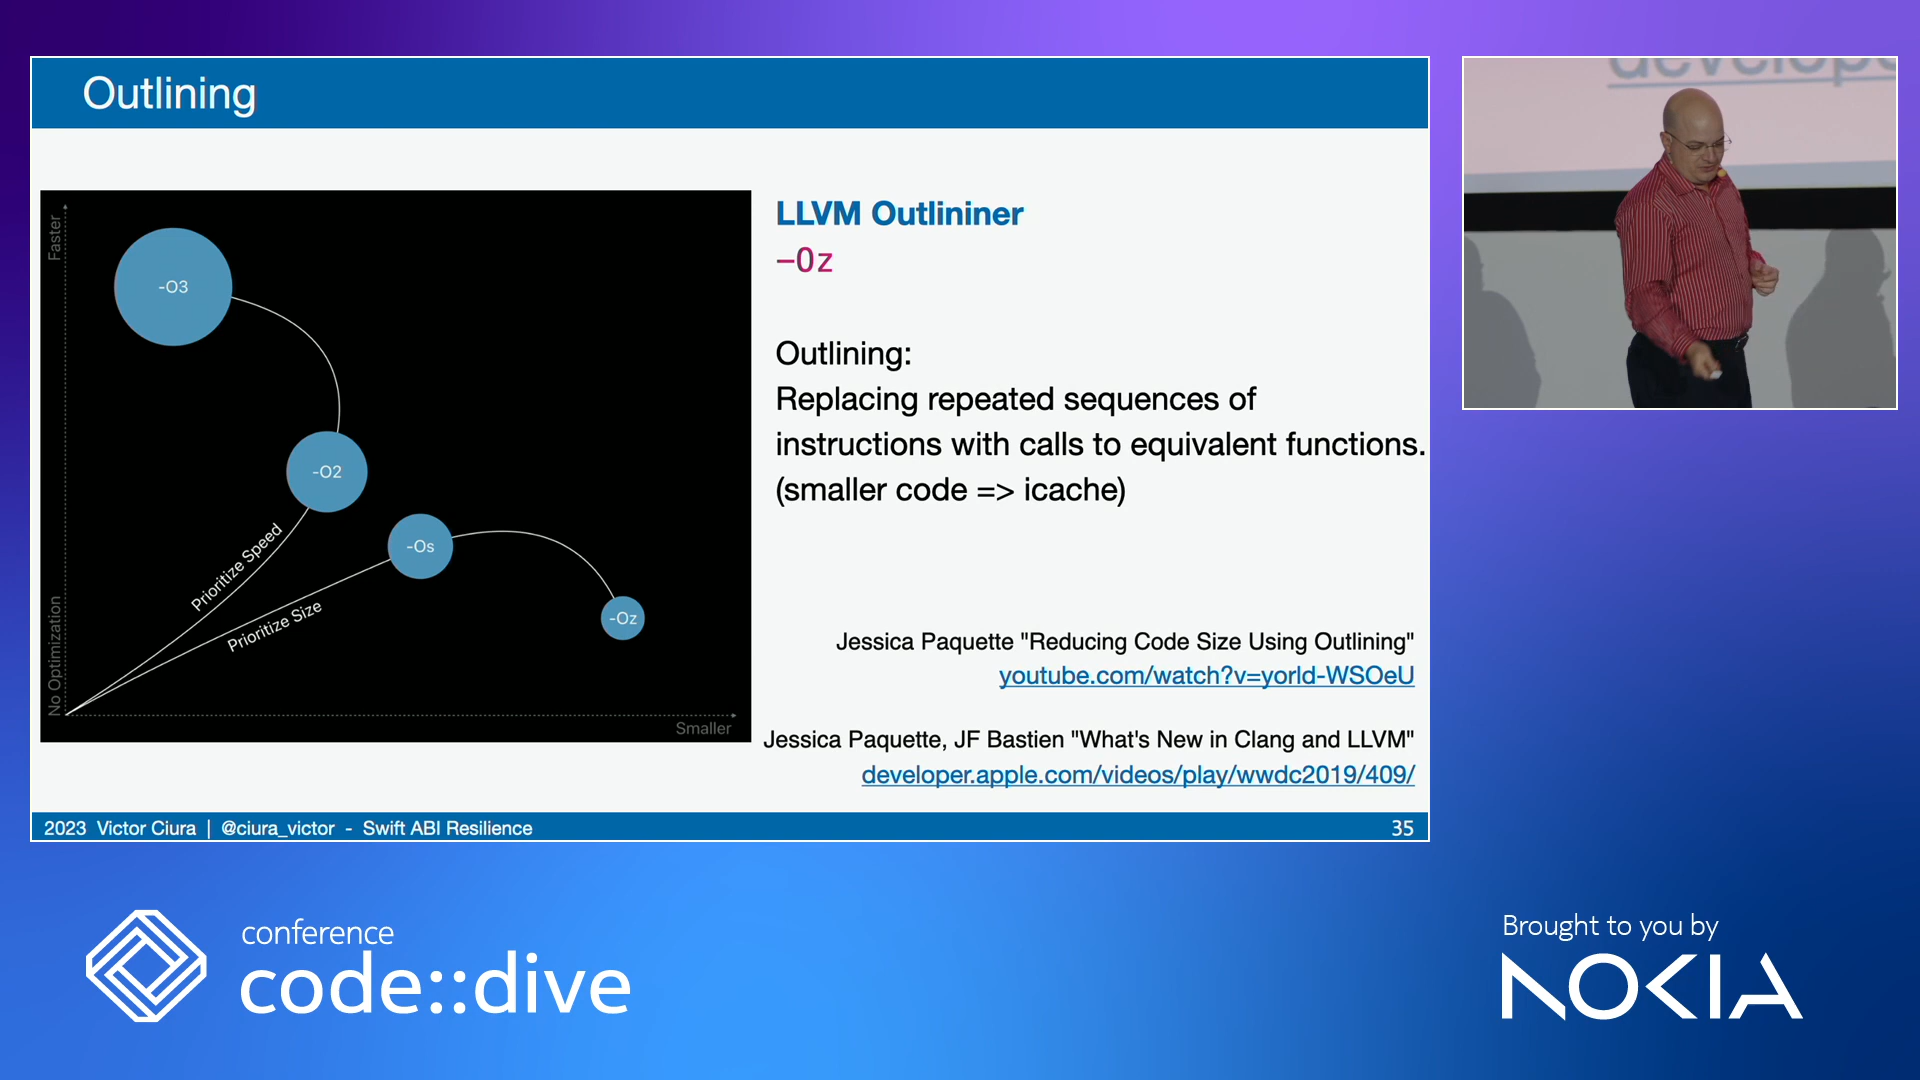 Outlining
Faster
-O3
-O2
-Os
-Oz
Prioritize Speed
Prioritize Size
No Optimization
Smaller
LLVM Outlininer
-Oz
Outlining:
Replacing repeated sequences of
instructions with calls to equivalent functions.
(smaller code => icache)
Jessica Paquette "Reducing Code Size Using Outlining"
youtube.com/watch?v=yorld-WSOeU
Jessica Paquette, JF Bastien "What's New in Clang and LLVM"
developer.apple.com/videos/play/wwdc2019/409/
2023 Victor Ciura | @ciura_victor - Swift ABI Resilience
35
develope
conference
code::dive
Brought to you by
NOKIA